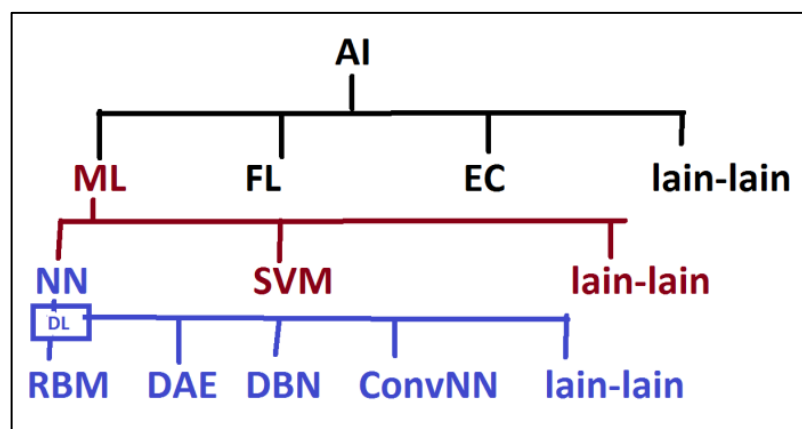 AI
ML FL EC lain-lain
NN SVM lain-lain
DL
RBM DAE DBN ConvNN lain-lain